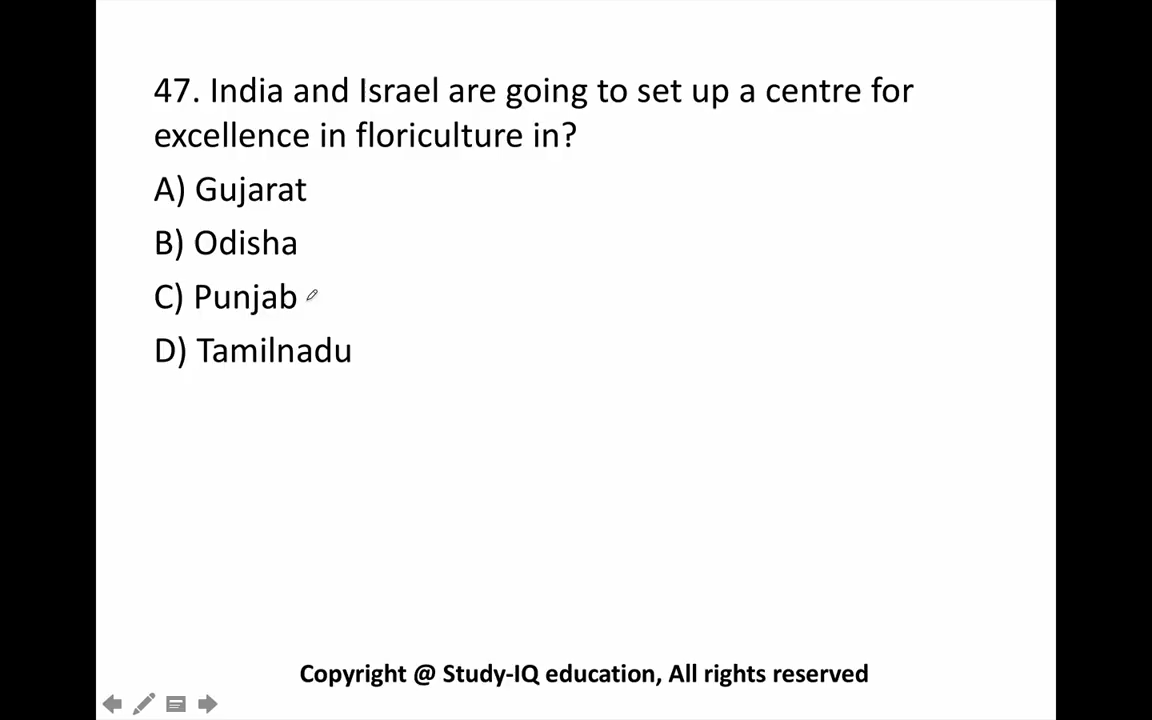 47. India and Israel are going to set up a centre for
excellence in floriculture in?
A) Gujarat
B) Odisha
C) Punjab
D) Tamilnadu
Copyright @ Study-IQ education, All rights reserved